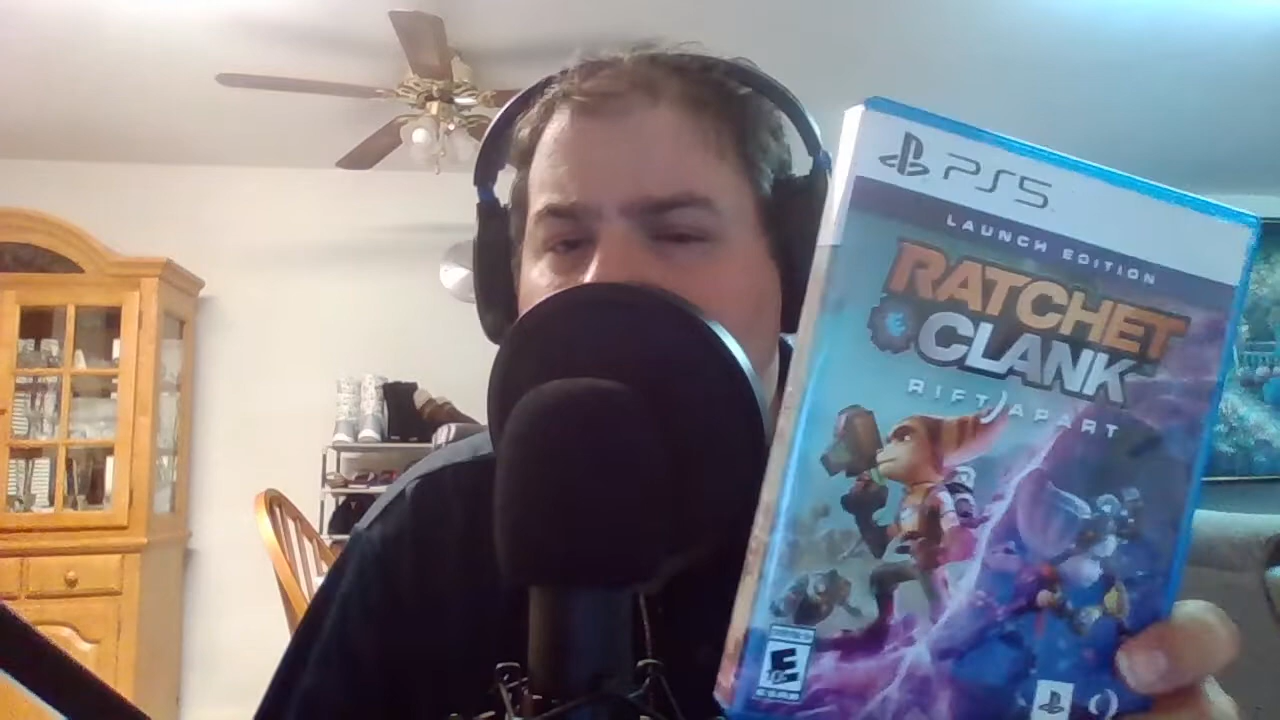 PS5
LAUNCH EDITION
RATCHET
& CLANK
RIFT APART
E